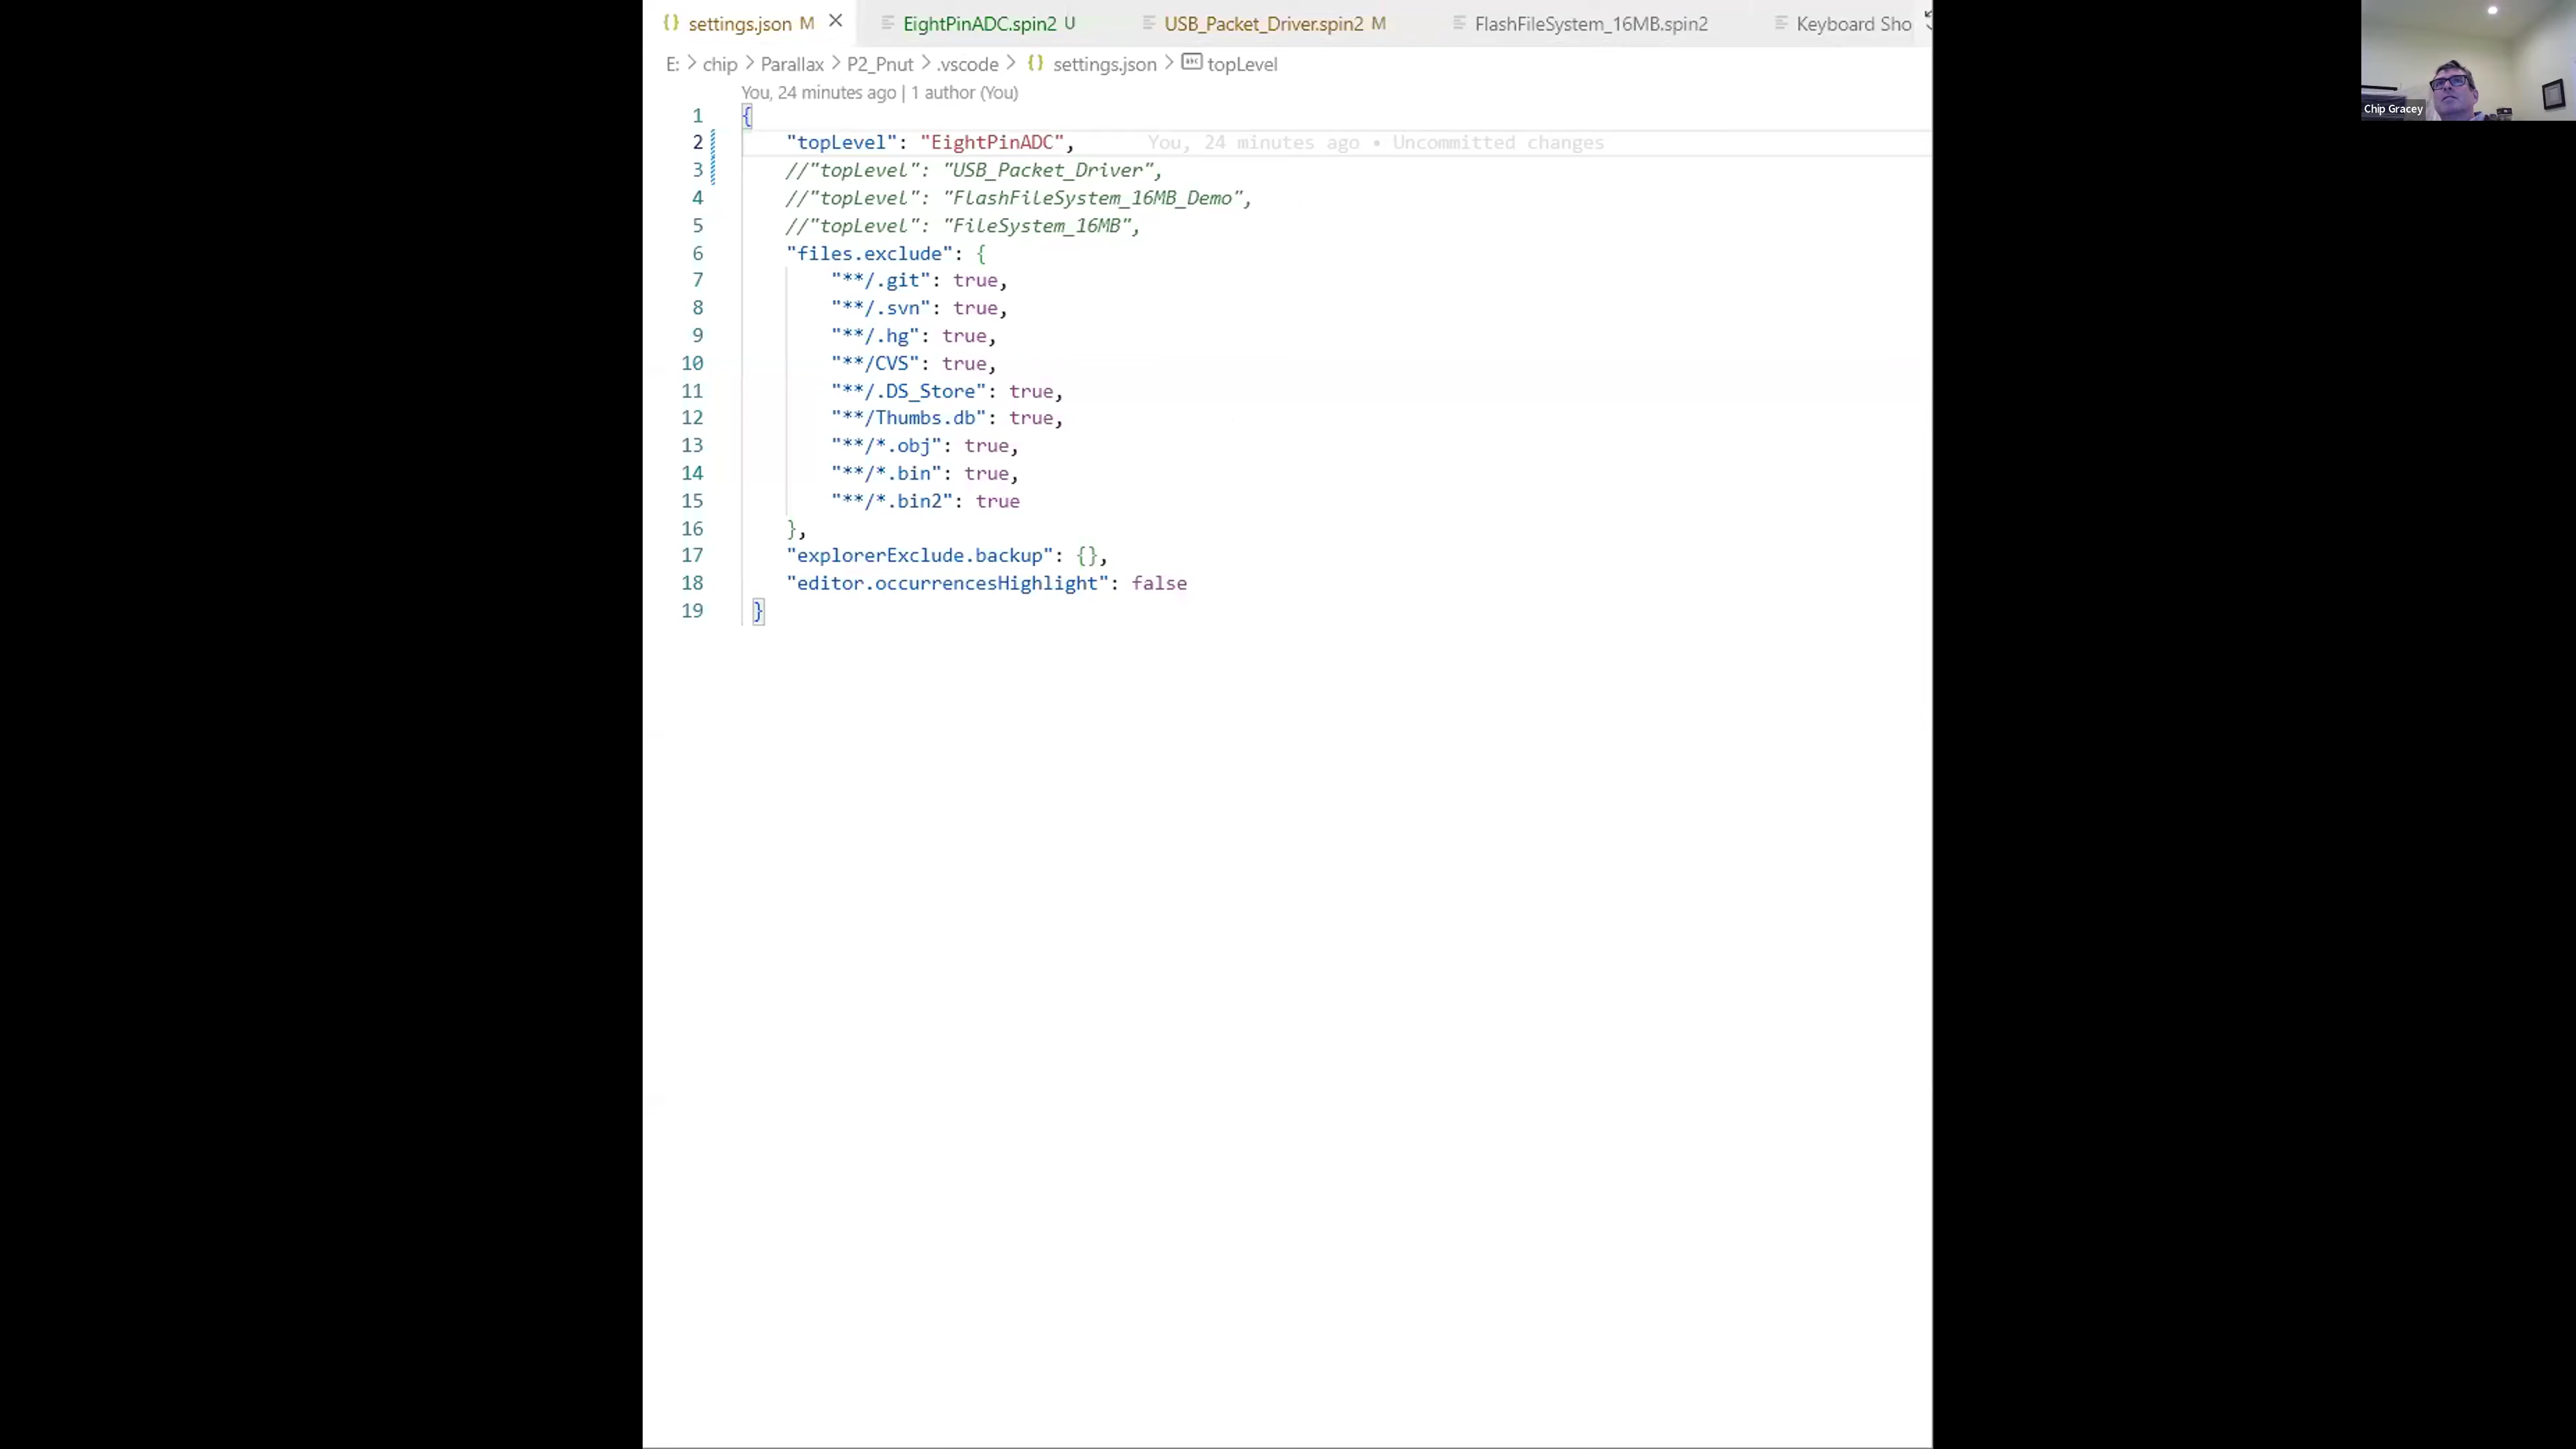 settings.json M EightPinADC.spin2 U USB_Packet_Driver.spin2 M FlashFileSystem_16MB.spin2 Keyboard Sho
E: > chip > Parallax > P2_Pnut > .vscode > {} settings.json > abc topLevel
You, 24 minutes ago | 1 author (You)
1 {
2 "topLevel": "EightPinADC", You, 24 minutes ago • Uncommitted changes
3 //"topLevel": "USB_Packet_Driver",
4 //"topLevel": "FlashFileSystem_16MB_Demo",
5 //"topLevel": "FileSystem_16MB",
6 "files.exclude": {
7 "**/.git": true,
8 "**/.svn": true,
9 "**/.hg": true,
10 "**/CVS": true,
11 "**/.DS_Store": true,
12 "**/Thumbs.db": true,
13 "**/*.obj": true,
14 "**/*.bin": true,
15 "**/*.bin2": true
16 },
17 "explorerExclude.backup": {},
18 "editor.occurrencesHighlight": false
19 }
Chip Gracey